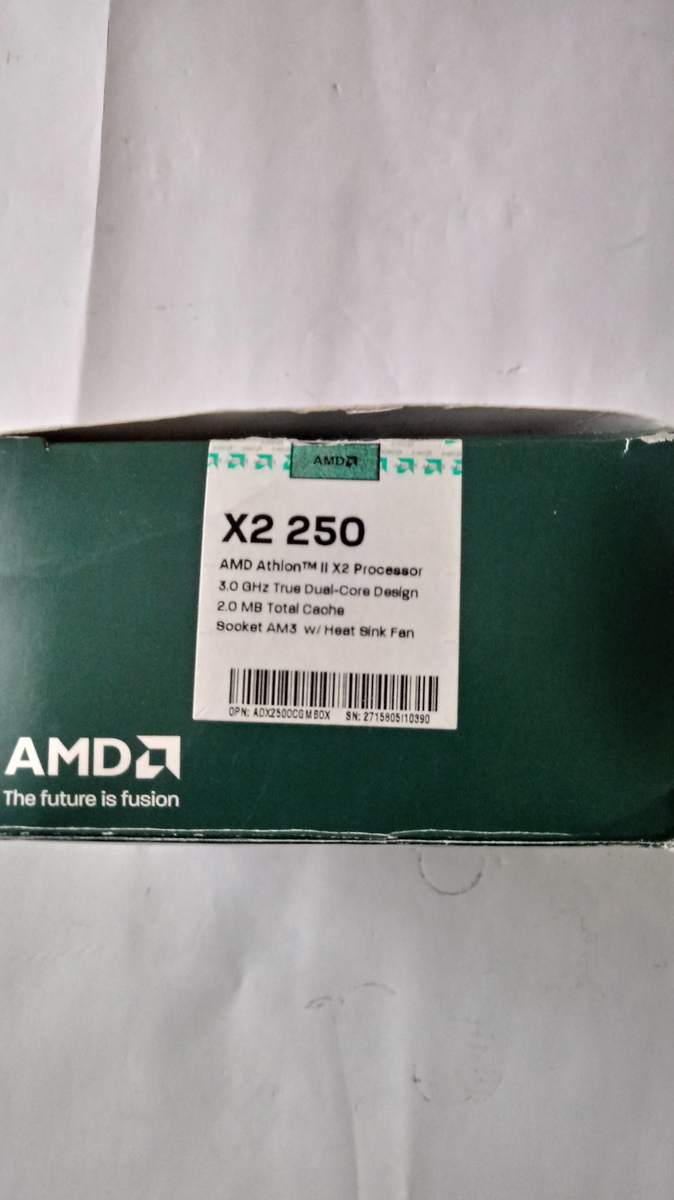 AMD
X2 250
AMD Athlon™ II X2 Processor
3.0 GHz True Dual-Core Design
2.0 MB Total Cache
Socket AM3 w/ Heat Sink Fan
OPN: ADX250OCGMBOX SN: 2715805I10390
AMD
The future is fusion